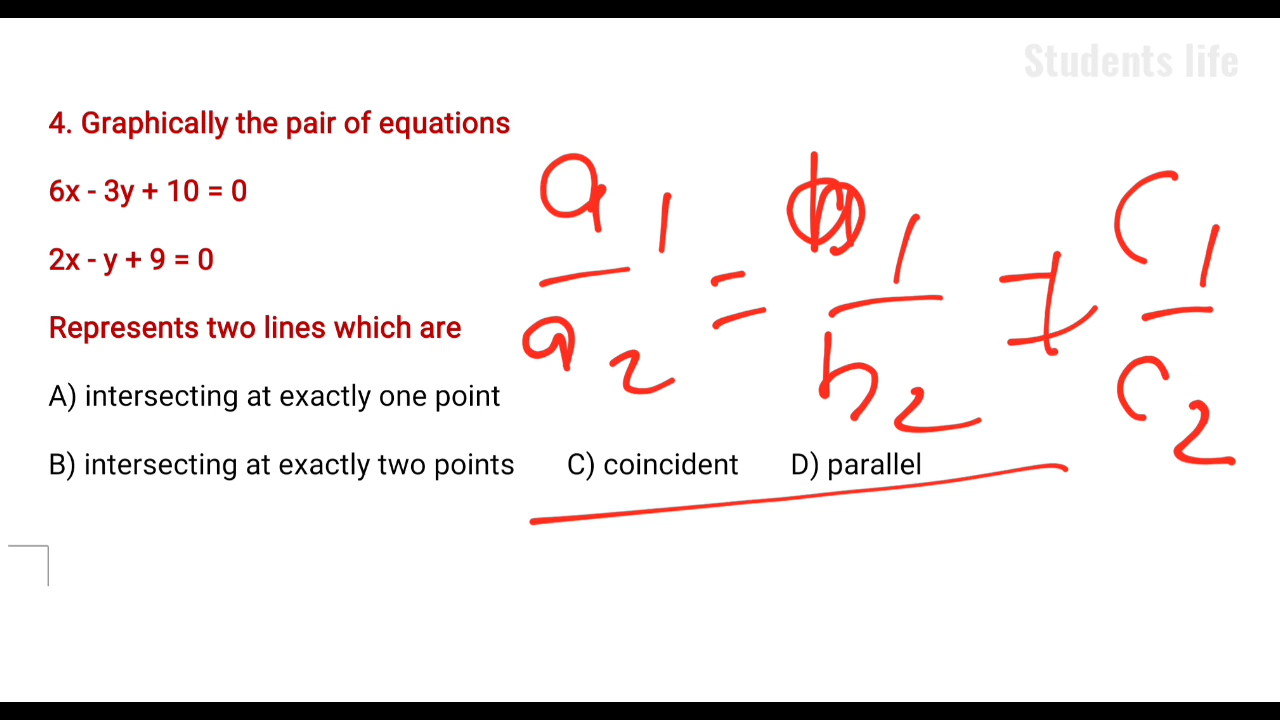 Students life
4. Graphically the pair of equations
6x - 3y + 10 = 0
2x - y + 9 = 0
Represents two lines which are
A) intersecting at exactly one point
B) intersecting at exactly two points C) coincident D) parallel
a1/a2 = b1/b2 ≠ c1/c2